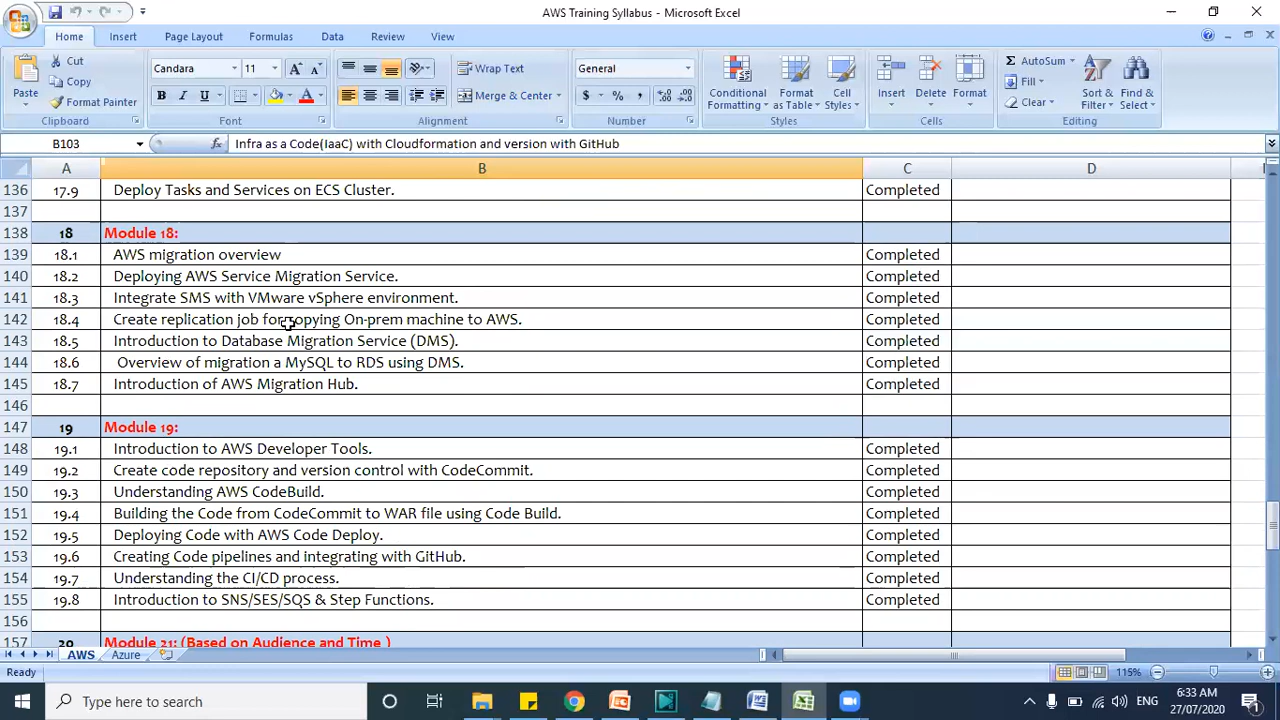 AWS Training Syllabus - Microsoft Excel
Home Insert Page Layout Formulas Data Review View
Paste
Cut
Copy
Format Painter
Clipboard
Candara 11
B I U
Font
Wrap Text
Merge & Center
Alignment
General
$ % ,
Number
Conditional Formatting
Format as Table
Cell Styles
Styles
Insert Delete Format
Cells
AutoSum
Fill
Clear
Sort & Filter
Find & Select
Editing
B103 fx Infra as a Code(IaaC) with Cloudformation and version with GitHub
A B C D
136 17.9 Deploy Tasks and Services on ECS Cluster. Completed
137
138 18 Module 18:
139 18.1 AWS migration overview Completed
140 18.2 Deploying AWS Service Migration Service. Completed
141 18.3 Integrate SMS with VMware vSphere environment. Completed
142 18.4 Create replication job for copying On-prem machine to AWS. Completed
143 18.5 Introduction to Database Migration Service (DMS). Completed
144 18.6 Overview of migration a MySQL to RDS using DMS. Completed
145 18.7 Introduction of AWS Migration Hub. Completed
146
147 19 Module 19:
148 19.1 Introduction to AWS Developer Tools. Completed
149 19.2 Create code repository and version control with CodeCommit. Completed
150 19.3 Understanding AWS CodeBuild. Completed
151 19.4 Building the Code from CodeCommit to WAR file using Code Build. Completed
152 19.5 Deploying Code with AWS Code Deploy. Completed
153 19.6 Creating Code pipelines and integrating with GitHub. Completed
154 19.7 Understanding the CI/CD process. Completed
155 19.8 Introduction to SNS/SES/SQS & Step Functions. Completed
156
157 20 Module 21: (Based on Audience and Time )
AWS Azure
Ready 115%
Type here to search
ENG
6:33 AM
27/07/2020